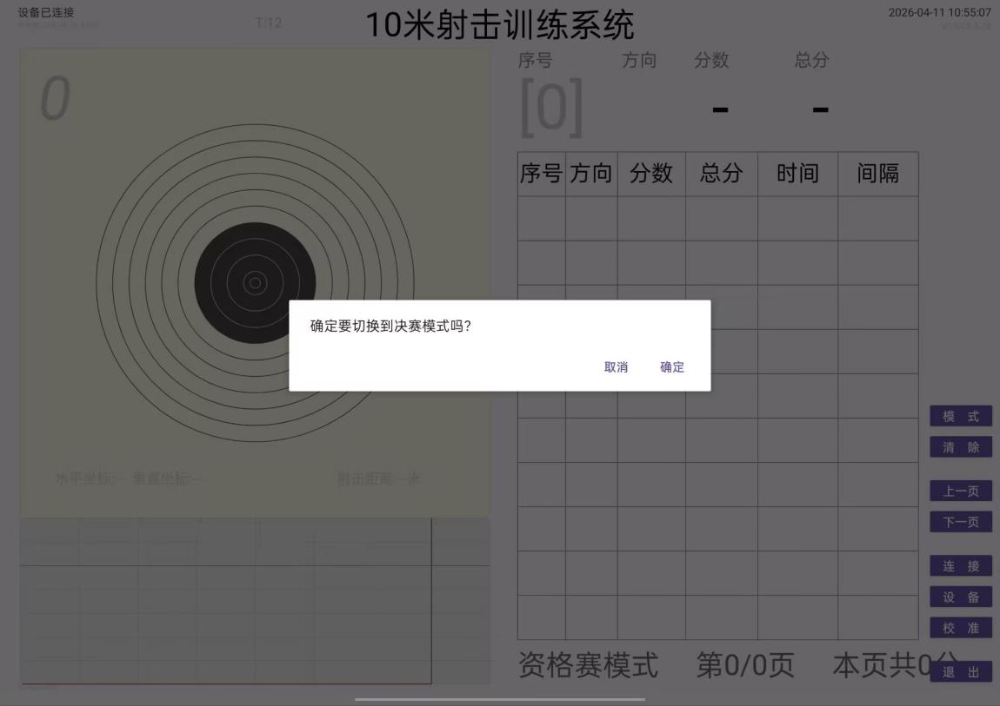 设备已连接
T:12
10米射击训练系统
2026-04-11 10:55:07
0
序号 方向 分数 总分
[0] - -
序号 方向 分数 总分 时间 间隔
确定要切换到决赛模式吗?
取消 确定
水平坐标:-- 垂直坐标:-- 射击距离:--米
模 式
清 除
上一页
下一页
连 接
设 备
校 准
退 出
资格赛模式 第0/0页 本页共0分